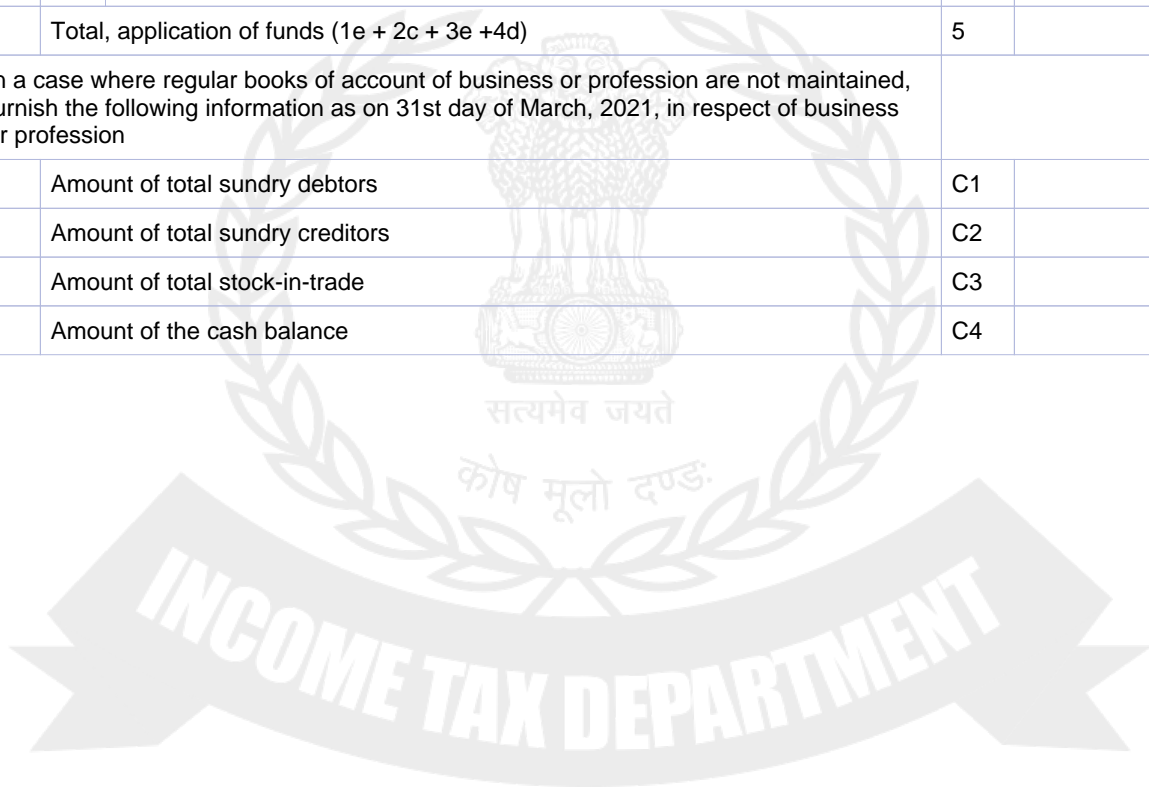 Total, application of funds (1e + 2c + 3e +4d) 5
n a case where regular books of account of business or profession are not maintained,
urnish the following information as on 31st day of March, 2021, in respect of business
r profession
Amount of total sundry debtors C1
Amount of total sundry creditors C2
Amount of total stock-in-trade C3
Amount of the cash balance C4
सत्यमेव जयते
कोष मूलो दण्डः
INCOME TAX DEPARTMENT